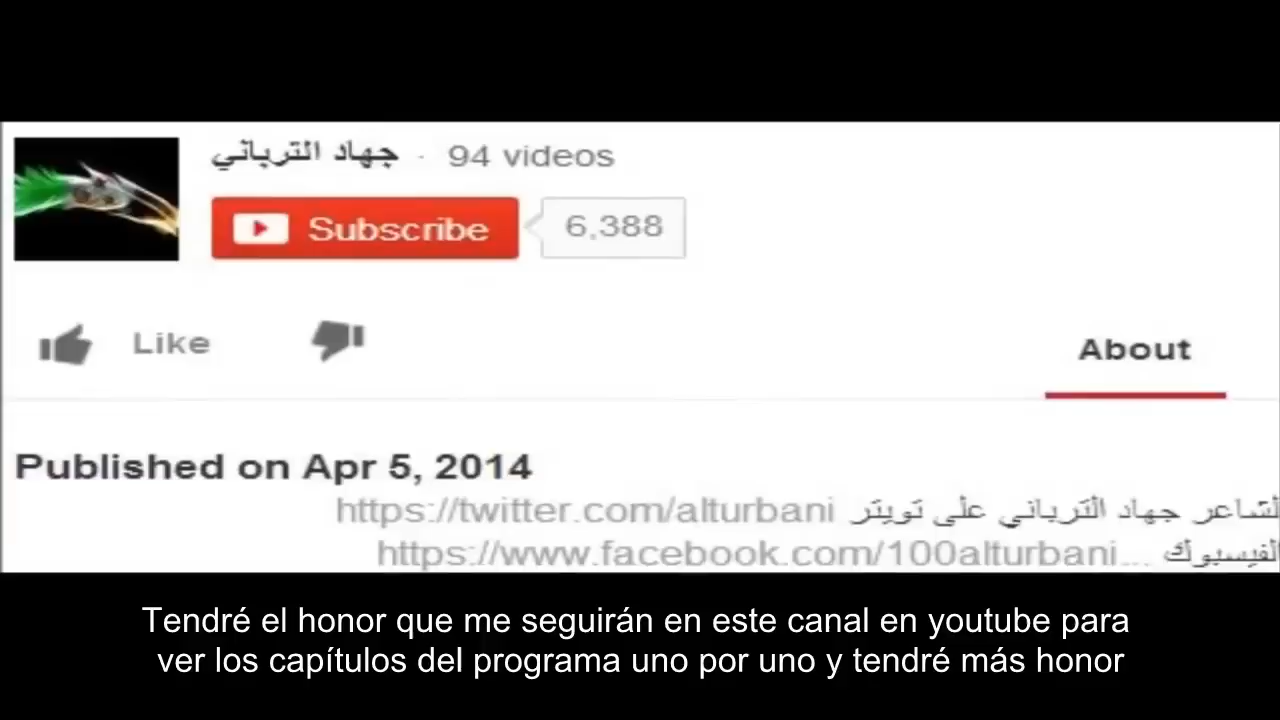 جهاد الترباني · 94 videos
Subscribe 6,388
Like
About
Published on Apr 5, 2014
الشاعر جهاد الترباني على تويتر https://twitter.com/alturbani
الفيسبوك https://www.facebook.com/100alturbani...
Tendré el honor que me seguirán en este canal en youtube para
ver los capítulos del programa uno por uno y tendré más honor